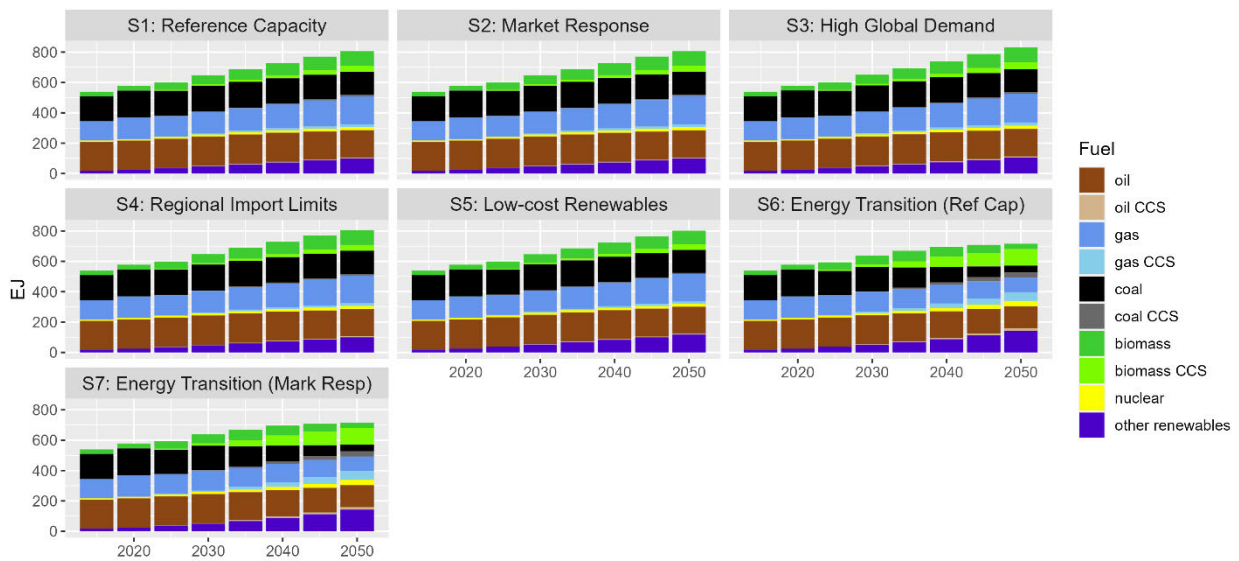 S1: Reference Capacity
S2: Market Response
S3: High Global Demand
800
600
400
200
0
S4: Regional Import Limits
S5: Low-cost Renewables
S6: Energy Transition (Ref Cap)
EJ
800
600
400
200
0
2020 2030 2040 2050
2020 2030 2040 2050
S7: Energy Transition (Mark Resp)
800
600
400
200
0
2020 2030 2040 2050
Fuel
oil
oil CCS
gas
gas CCS
coal
coal CCS
biomass
biomass CCS
nuclear
other renewables